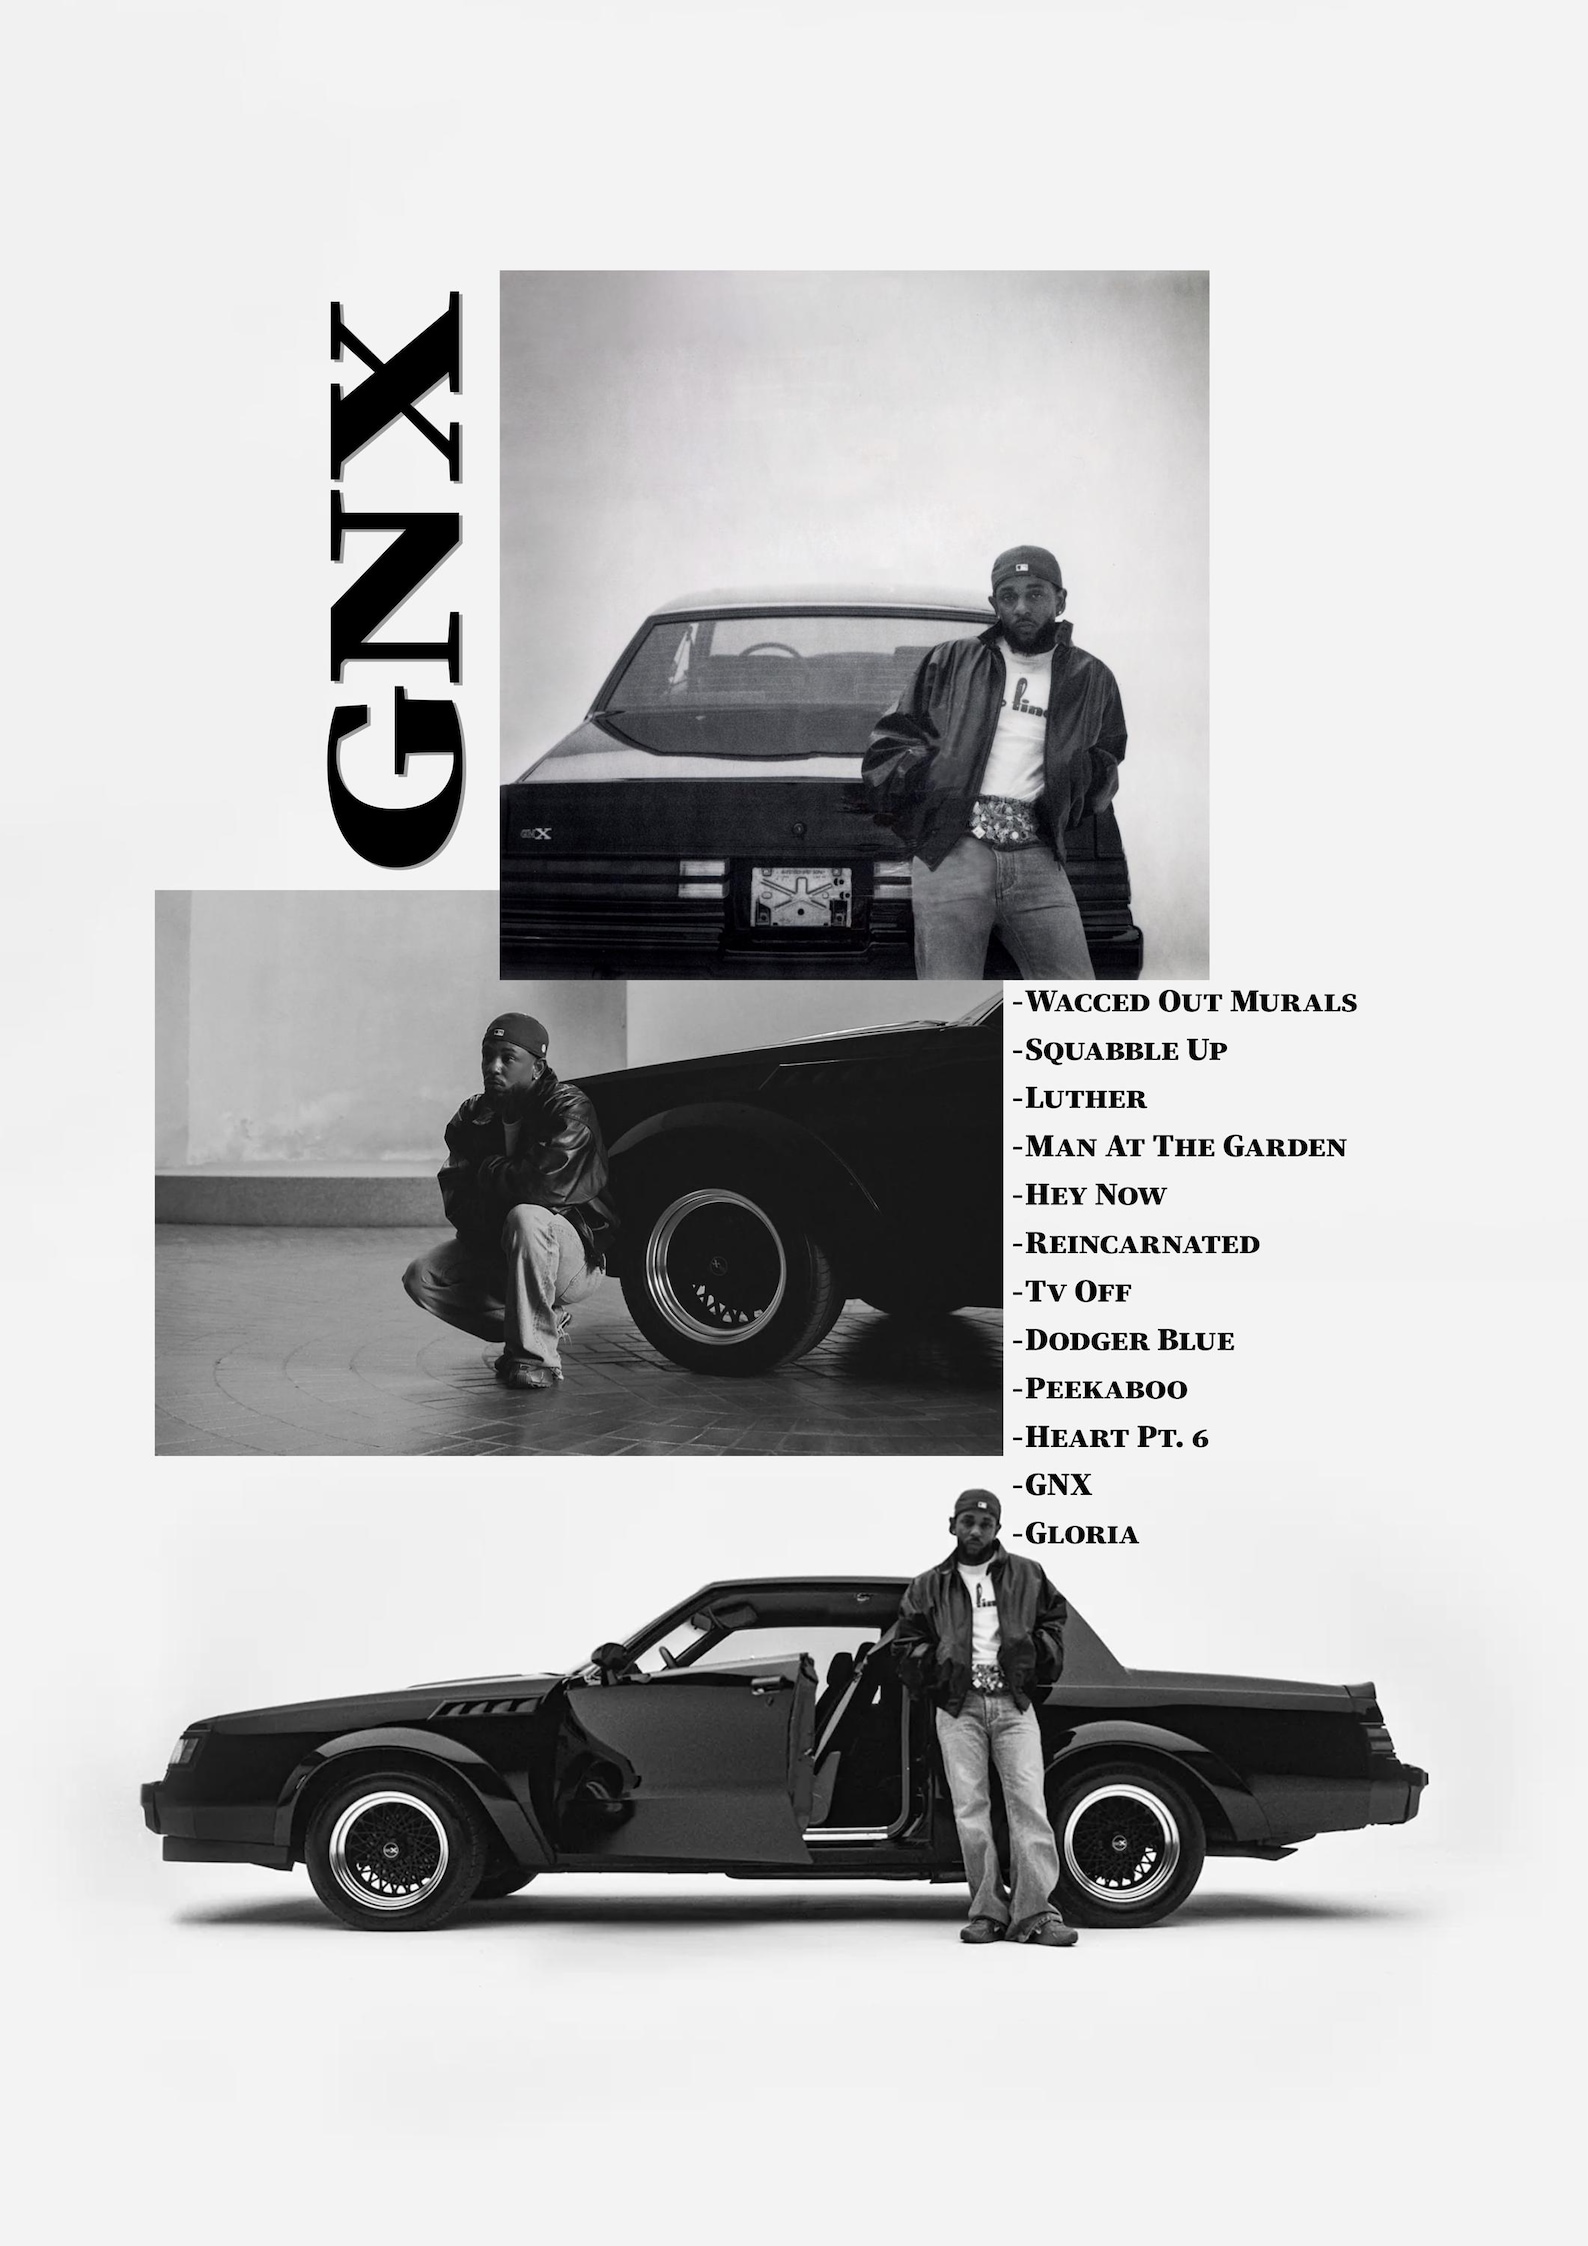 GNX
GNX
-Wacced Out Murals
-Squabble Up
-Luther
-Man At The Garden
-Hey Now
-Reincarnated
-Tv Off
-Dodger Blue
-Peekaboo
-Heart Pt. 6
-GNX
-Gloria